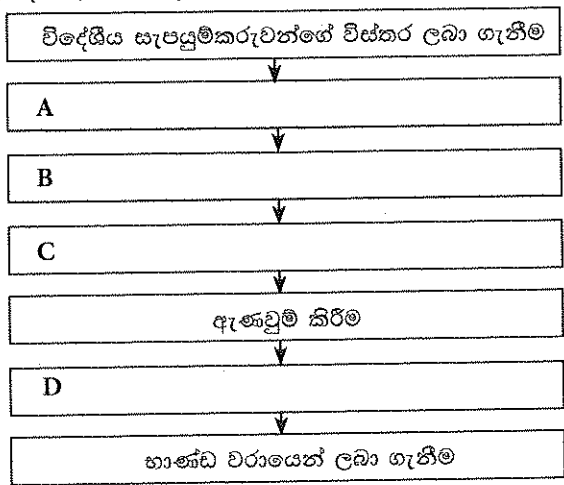 විදේශීය සැපයුම්කරුවන්ගේ විස්තර ලබා ගැනීම
A
B
C
ඇණවුම් කිරීම
D
භාණ්ඩ වරායෙන් ලබා ගැනීම